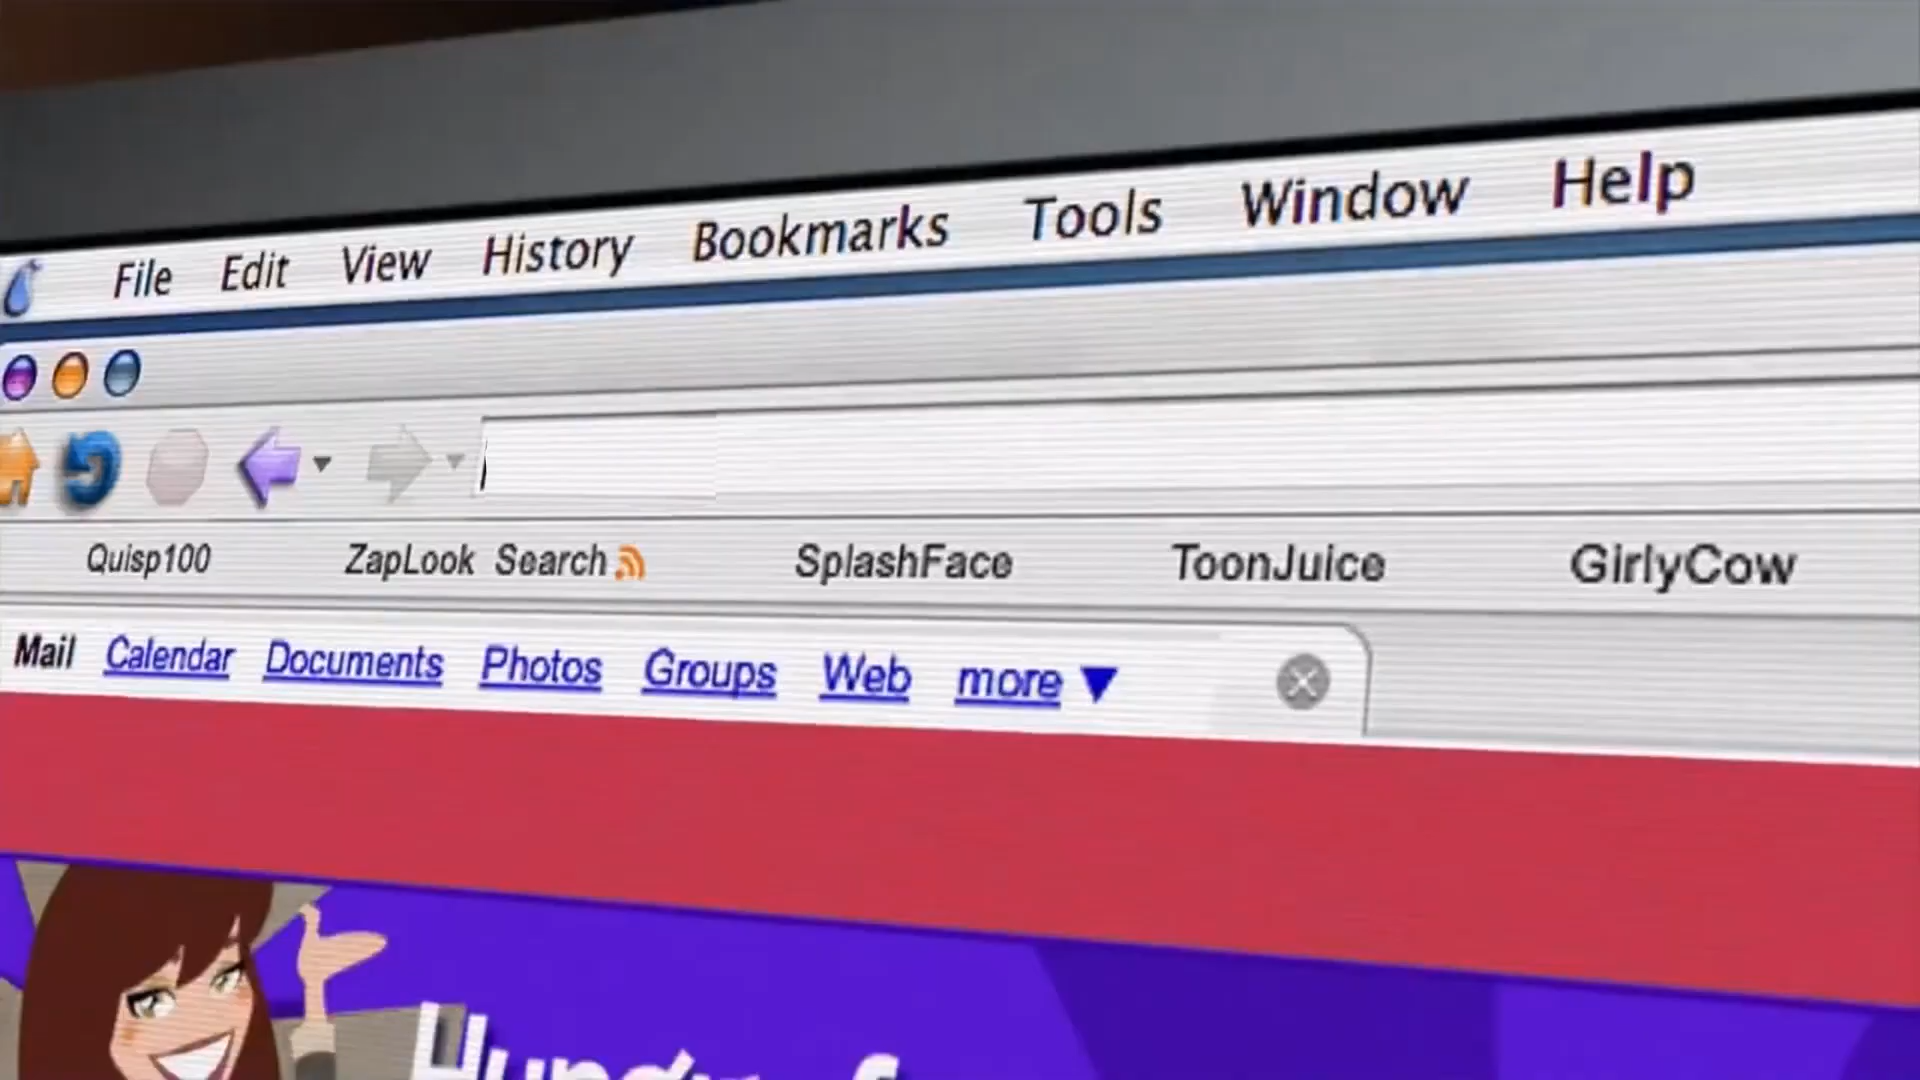 File Edit View History Bookmarks Tools Window Help
Quisp100 ZapLook Search SplashFace ToonJuice GirlyCow
Mail Calendar Documents Photos Groups Web more